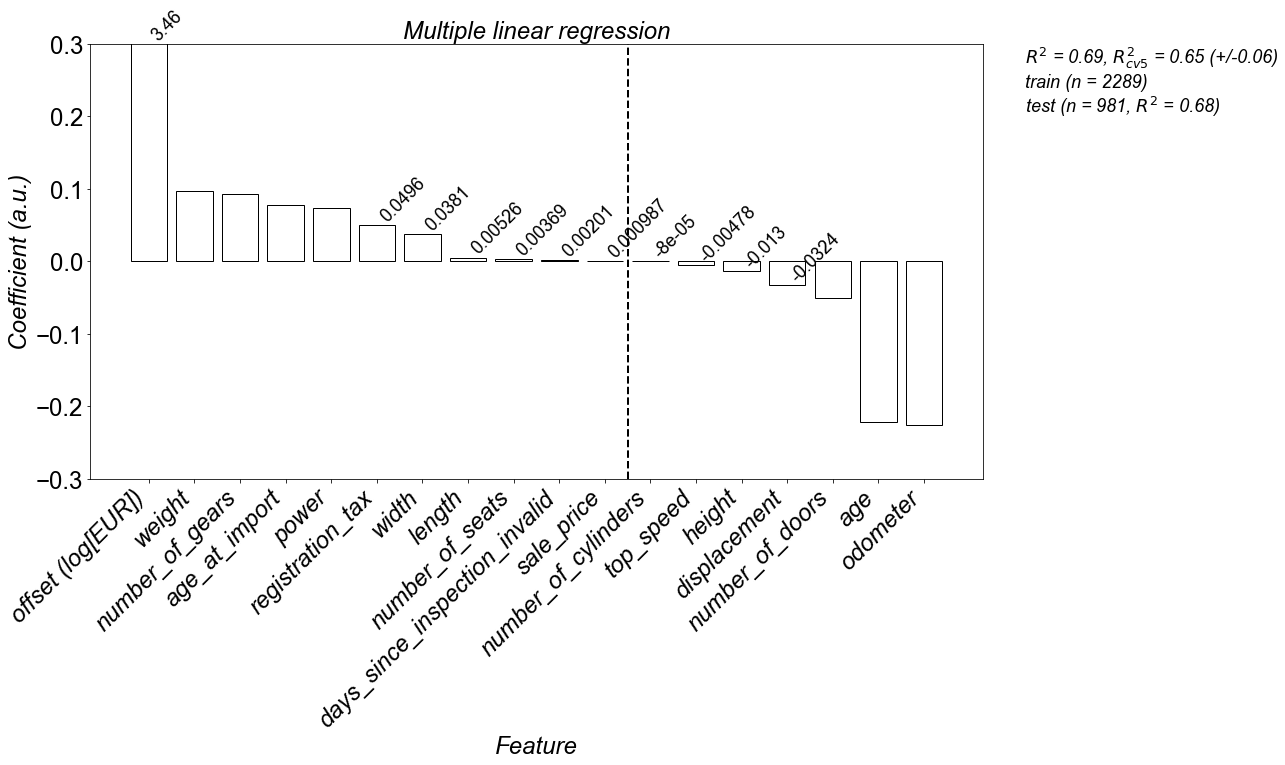 Multiple linear regression
R² = 0.69, R²cv5 = 0.65 (+/-0.06)
train (n = 2289)
test (n = 981, R² = 0.68)
Coefficient (a.u.)
0.3
0.2
0.1
0.0
−0.1
−0.2
−0.3
3.46
0.0496
0.0381
0.00526
0.00369
0.00201
0.000987
-8e-05
-0.00478
-0.013
-0.0324
offset (log[EUR])
weight
number_of_gears
age_at_import
power
registration_tax
width
length
number_of_seats
days_since_inspection_invalid
sale_price
number_of_cylinders
top_speed
height
displacement
number_of_doors
age
odometer
Feature